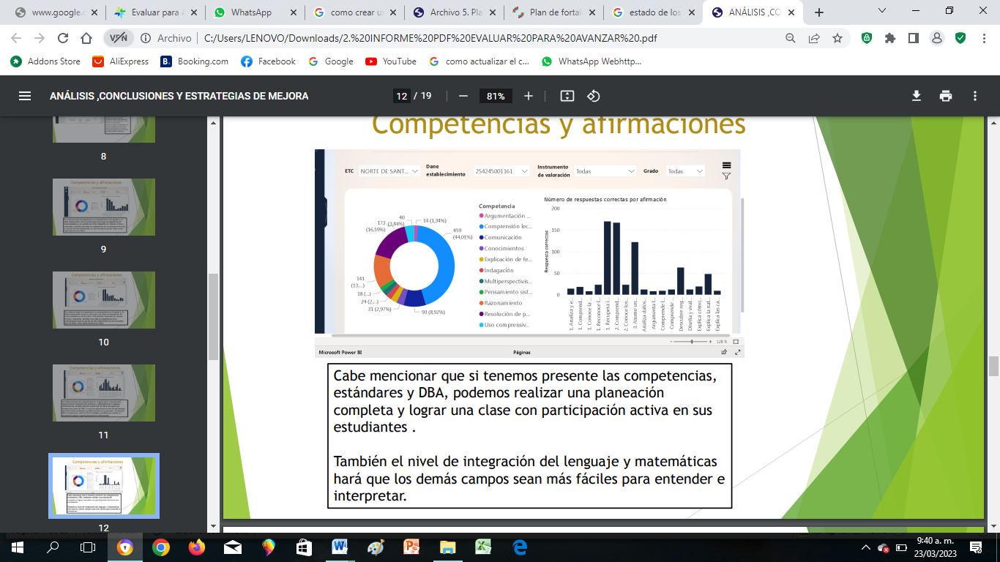 www.google.c
Evaluar para
WhatsApp
como crear u
Archivo 5. Pla
Plan de fortal
estado de los
ANÁLISIS ,CO
VPN
Archivo
C:/Users/LENOVO/Downloads/2.%20INFORME%20PDF%20EVALUAR%20PARA%20AVANZAR%20.pdf
Addons Store
AliExpress
Booking.com
Facebook
Google
YouTube
como actualizar el c...
WhatsApp Webhttp...
ANÁLISIS ,CONCLUSIONES Y ESTRATEGIAS DE MEJORA
12 / 19
81%
8
9
10
11
12
Competencias y afirmaciones
ETC
NORTE DE SANT...
Dane
establecimiento
254245001161
Instrumento
de valoración
Todas
Grado
Todas
40
(3,84%)
14 (1,34%)
173
(16,59%)
459
(44,01%)
141
(13,...)
18 (...)
24 (2,...)
31 (2,97%)
93 (8,92%)
Competencia
Argumentación ...
Comprensión lec...
Comunicación
Conocimientos
Explicación de fe...
Indagación
Multiperspectivis...
Pensamiento sist...
Razonamiento
Resolución de p...
Uso comprensiv...
Número de respuestas correctas por afirmación
Respuesta correctas
200
150
100
50
0
1. Analiza y e...
1. Comprend...
1. Conoce la ...
1. Reconoce l...
1. Recupera i...
2. Comprend...
2. Conoce los...
3. Asume un...
Analiza datos...
Argumenta l...
Comprende l...
Comprende ...
Descubre reg...
Diseña y eval...
Explica cómo...
Explica la nat...
Explica las ca...
128 %
Microsoft Power BI
Páginas
Cabe mencionar que si tenemos presente las competencias,
estándares y DBA, podemos realizar una planeación
completa y lograr una clase con participación activa en sus
estudiantes .
También el nivel de integración del lenguaje y matemáticas
hará que los demás campos sean más fáciles para entender e
interpretar.
9:40 a. m.
23/03/2023